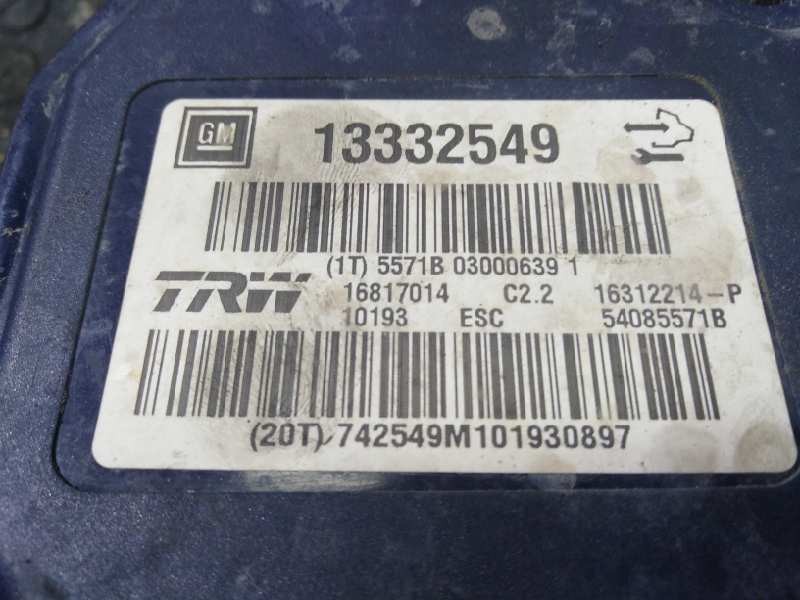 GM 13332549
(1T) 5571B 03000639 1
TRW 16817014 C2.2 16312214-P
10193 ESC 54085571B
(20T) 742549M101930897